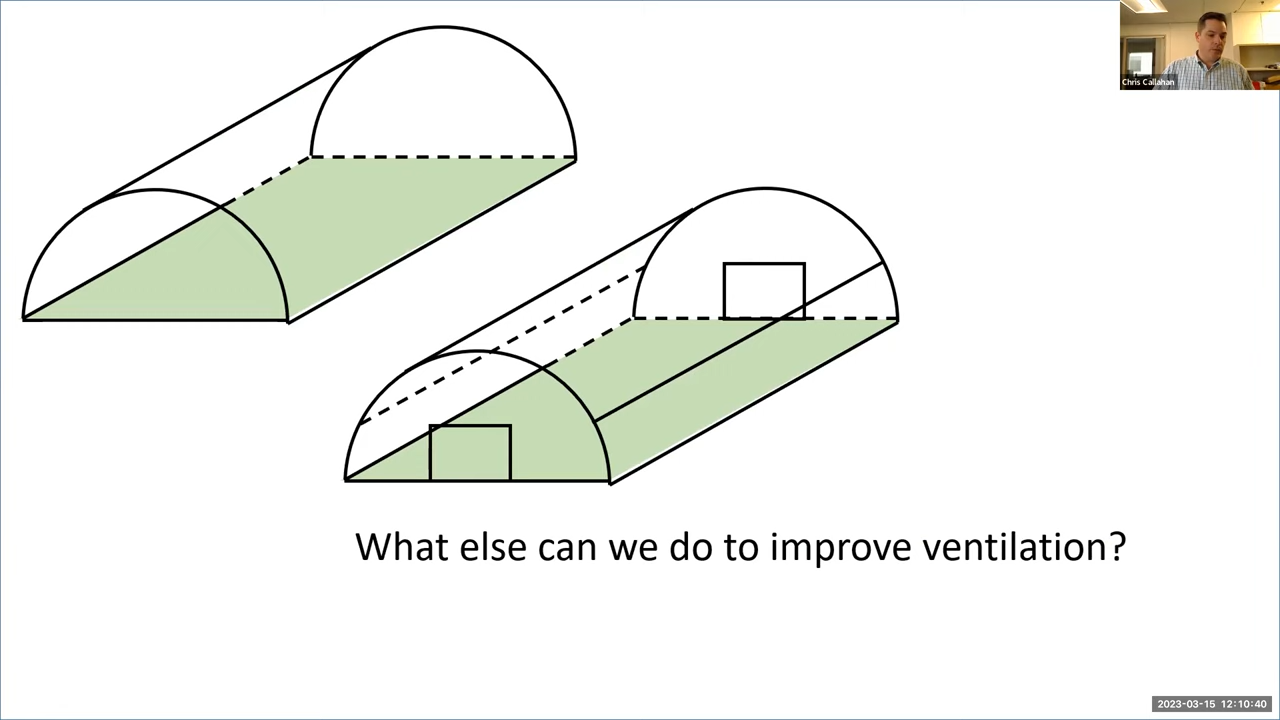 Chris Callahan
What else can we do to improve ventilation?
2023-03-15 12:10:40